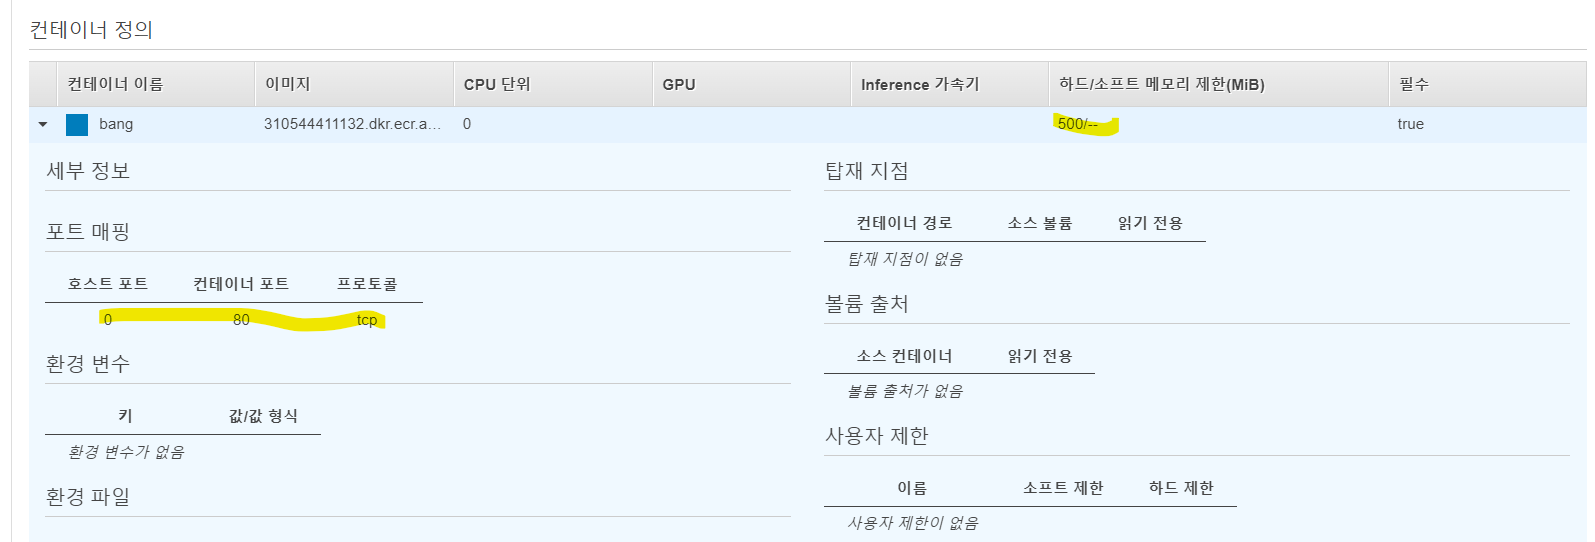 컨테이너 정의
컨테이너 이름 이미지 CPU 단위 GPU Inference 가속기 하드/소프트 메모리 제한(MiB) 필수
bang 310544411132.dkr.ecr.a... 0 500/-- true
세부 정보
포트 매핑
호스트 포트 컨테이너 포트 프로토콜
0 80 tcp
환경 변수
키 값/값 형식
환경 변수가 없음
환경 파일
탑재 지점
컨테이너 경로 소스 볼륨 읽기 전용
탑재 지점이 없음
볼륨 출처
소스 컨테이너 읽기 전용
볼륨 출처가 없음
사용자 제한
이름 소프트 제한 하드 제한
사용자 제한이 없음